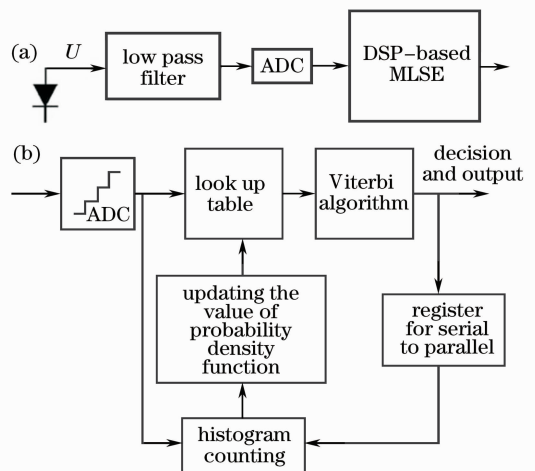 (a)
U
low pass
filter
ADC
DSP-based
MLSE
(b)
ADC
look up
table
Viterbi
algorithm
decision
and output
updating the
value of
probability
density
function
register
for serial
to parallel
histogram
counting